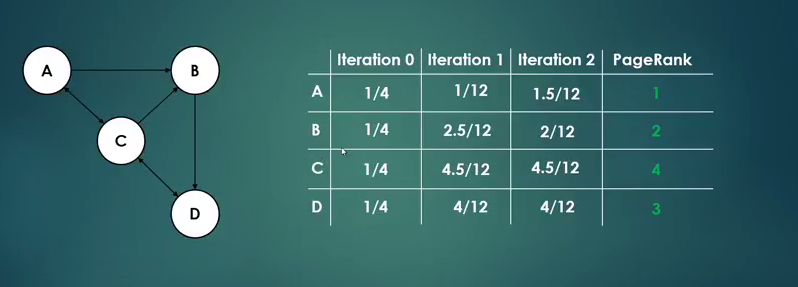 A
B
C
D
Iteration 0 Iteration 1 Iteration 2 PageRank
A 1/4 1/12 1.5/12 1
B 1/4 2.5/12 2/12 2
C 1/4 4.5/12 4.5/12 4
D 1/4 4/12 4/12 3